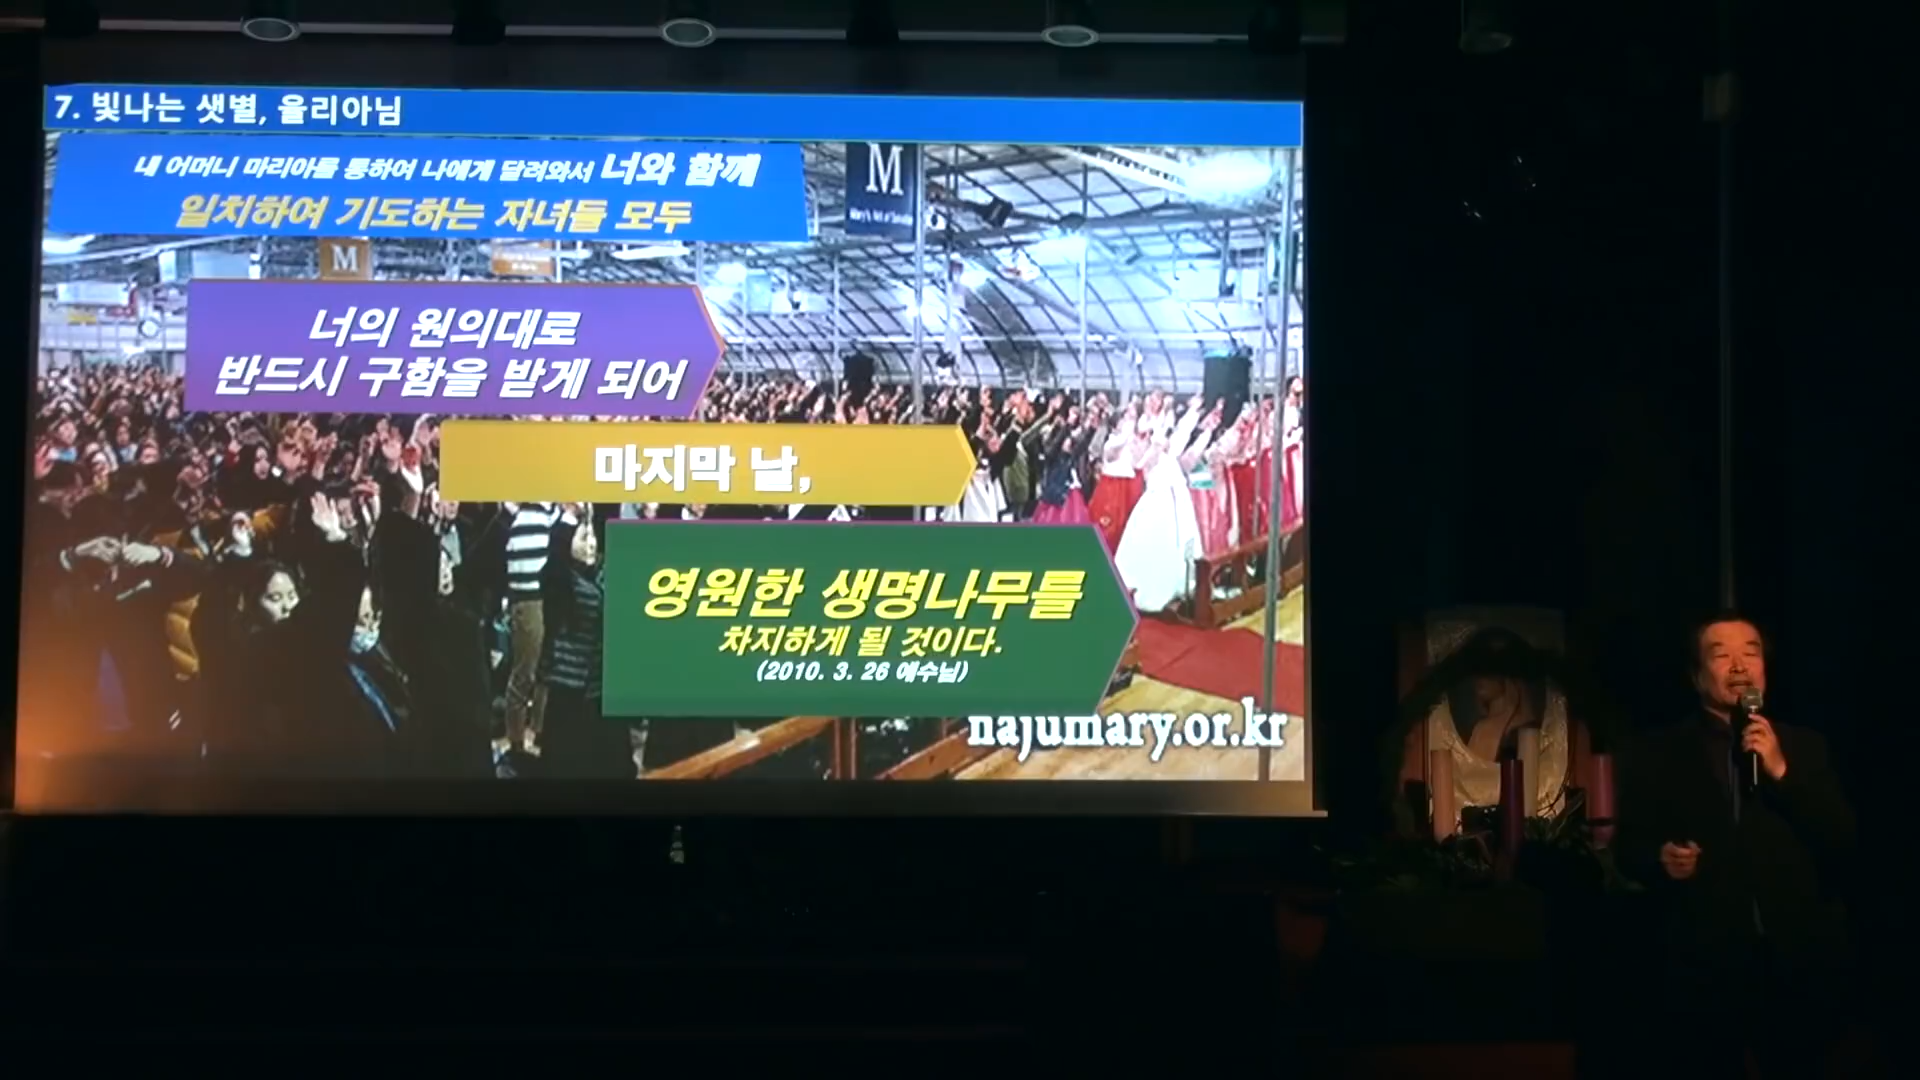 7. 빛나는 샛별, 율리아님
내 어머니 마리아를 통하여 나에게 달려와서 너와 함께
일치하여 기도하는 자녀들 모두
M
M
너의 원의대로
반드시 구함을 받게 되어
마지막 날,
영원한 생명나무를
차지하게 될 것이다.
(2010. 3. 26 예수님)
najumary.or.kr